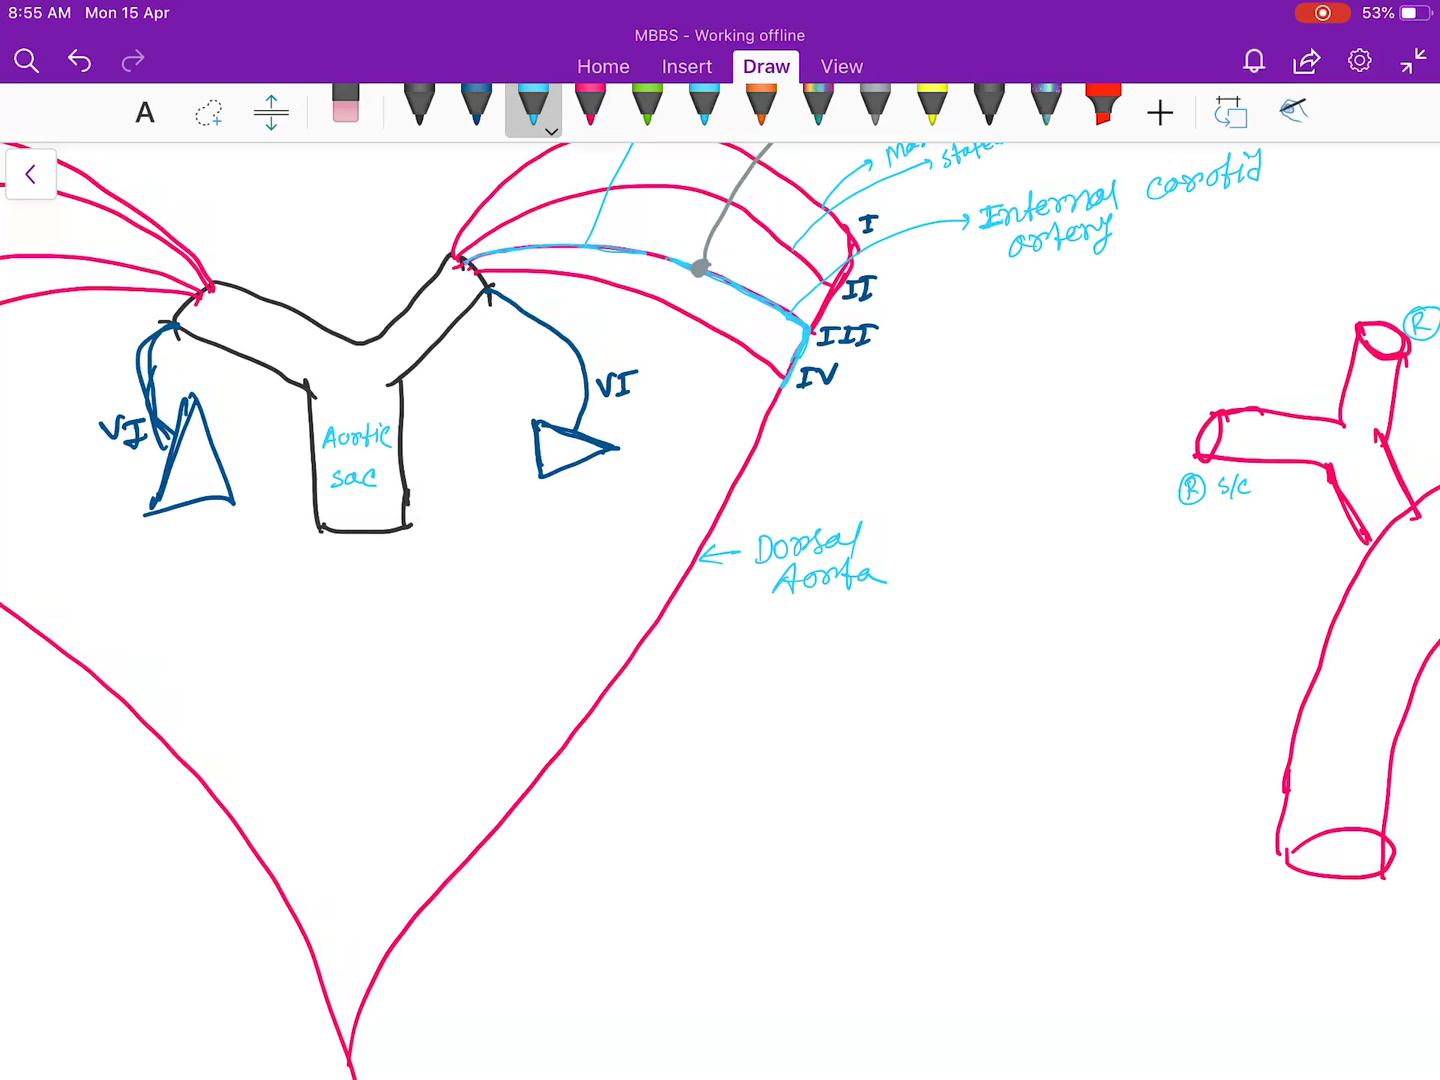 8:55 AM Mon 15 Apr
53%
MBBS - Working offline
Home Insert Draw View
A
I
Internal carotid
artery
II
III
IV
VI
VI
Aortic
sac
Dorsal
Aorta
R
R s/c